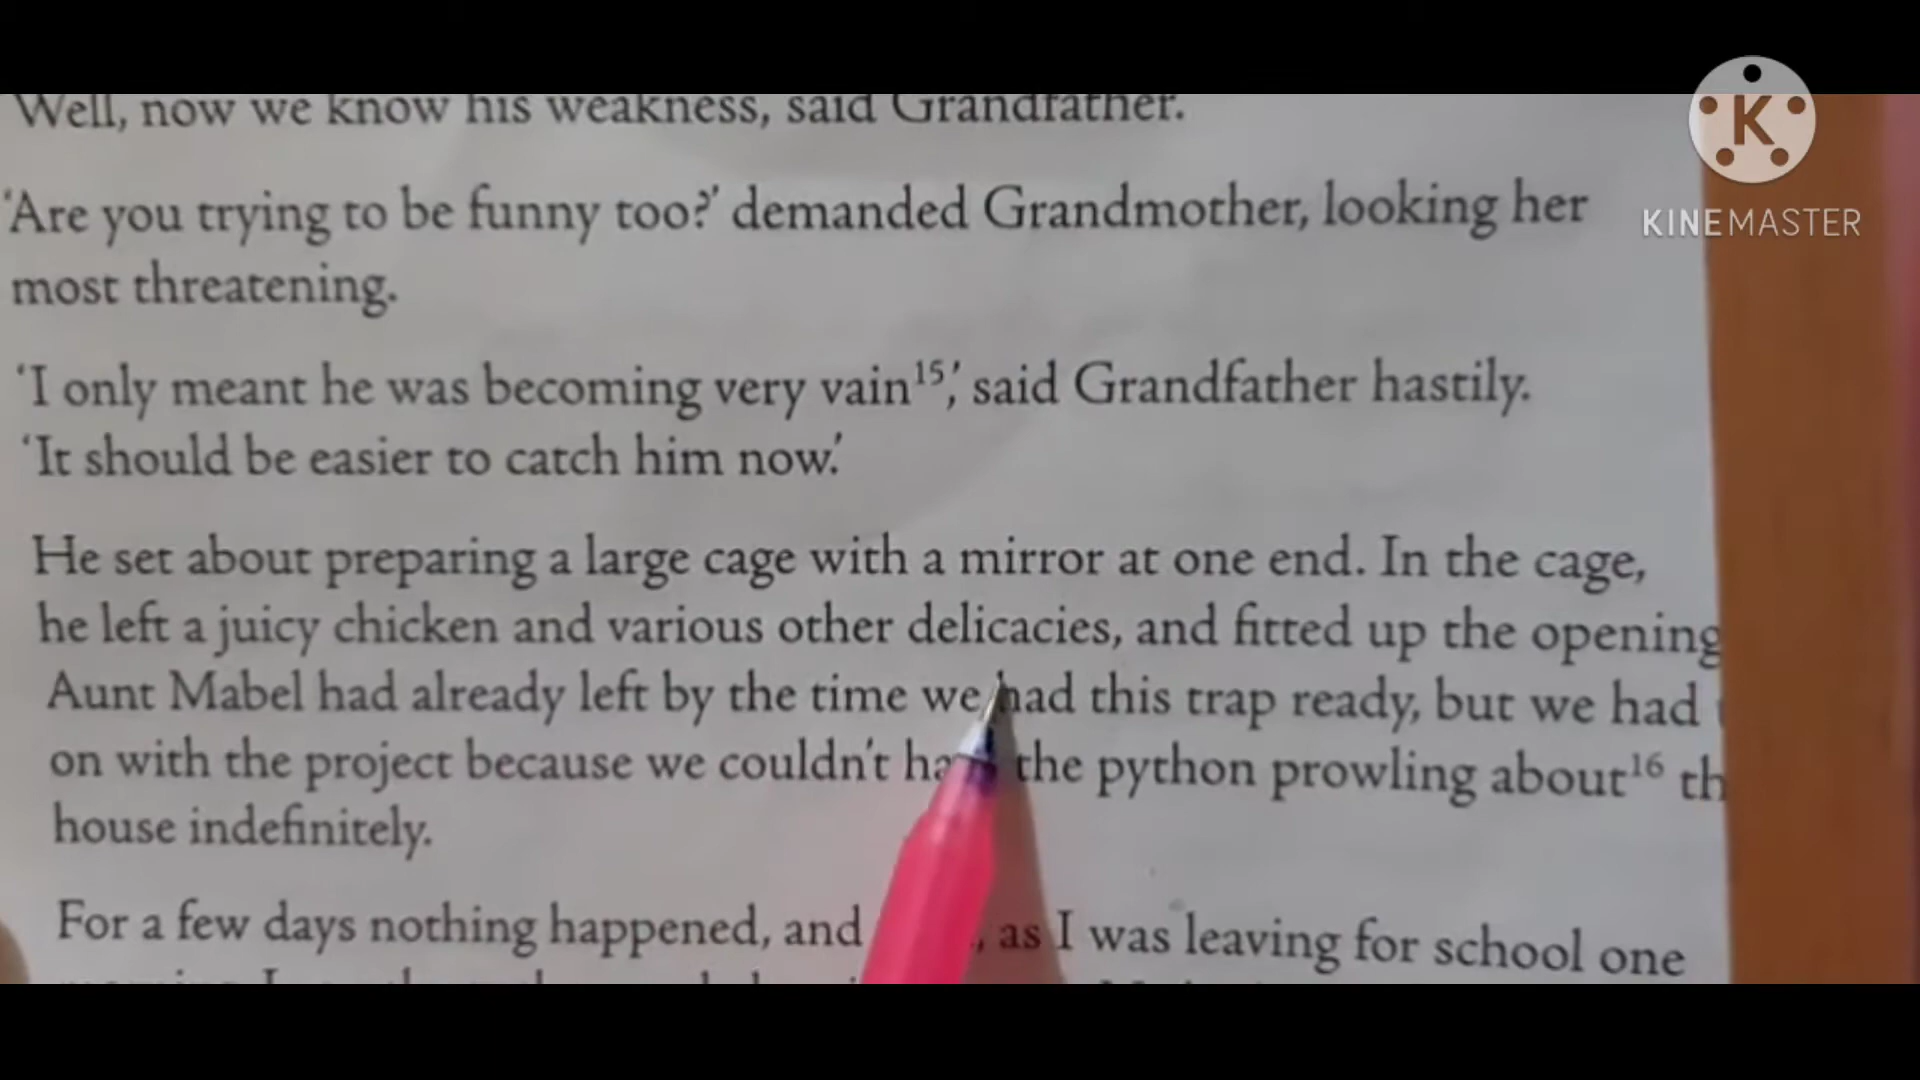 Well, now we know his weakness, said Grandfather.
'Are you trying to be funny too?' demanded Grandmother, looking her
most threatening.
'I only meant he was becoming very vain¹⁵', said Grandfather hastily.
'It should be easier to catch him now.'
He set about preparing a large cage with a mirror at one end. In the cage,
he left a juicy chicken and various other delicacies, and fitted up the opening
Aunt Mabel had already left by the time we had this trap ready, but we had
on with the project because we couldn't the python prowling about¹⁶
house indefinitely.
For a few days nothing happened, and as I was leaving for school one
K
KINEMASTER